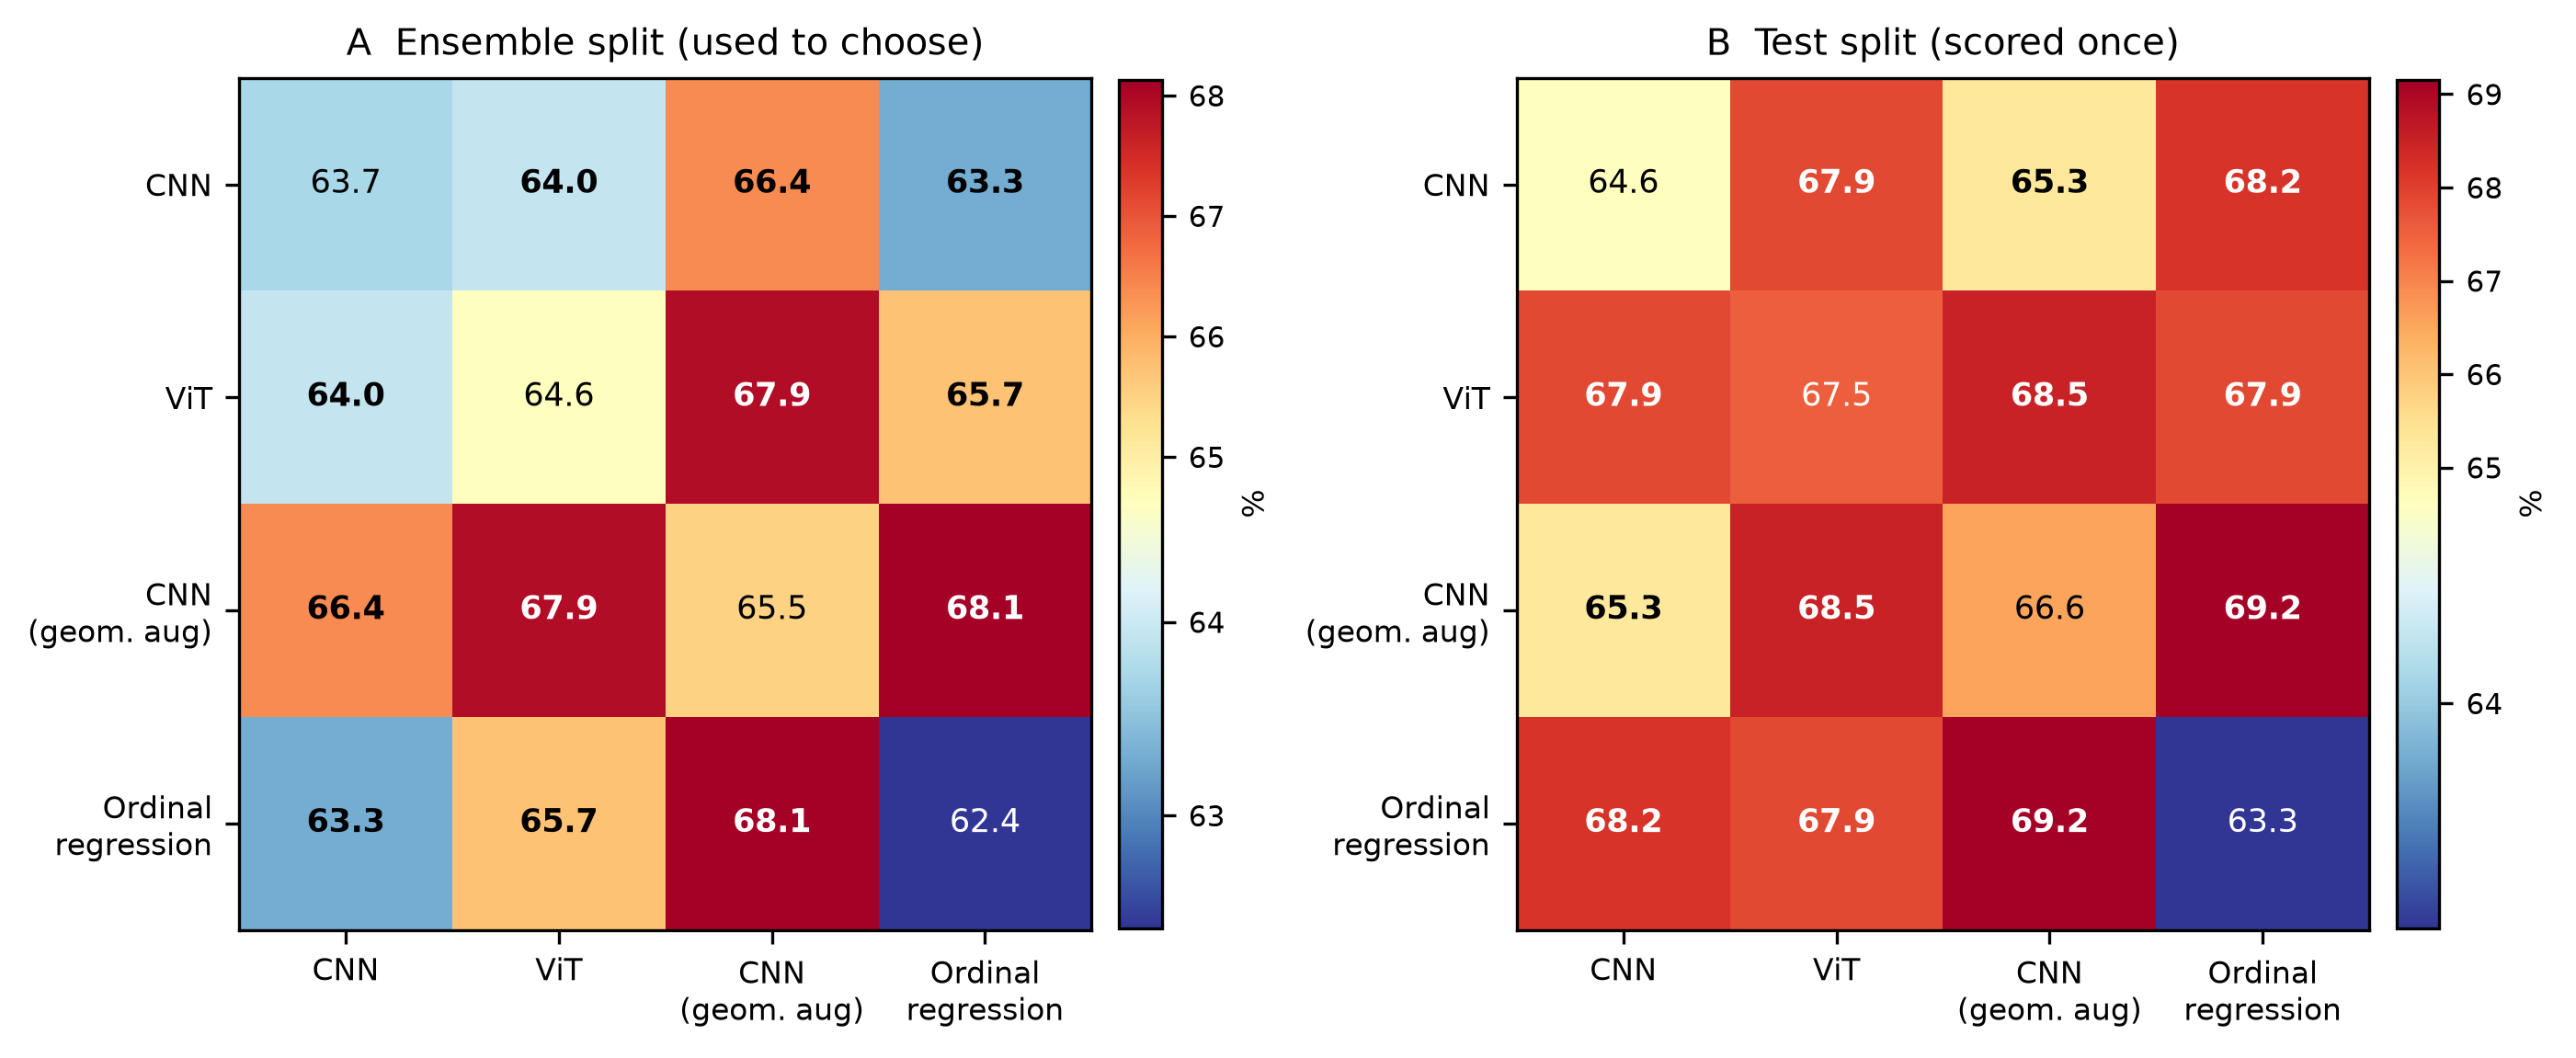 A  Ensemble split (used to choose)
CNN
63.7
64.0
66.4
63.3
ViT
64.0
64.6
67.9
65.7
CNN
(geom. aug)
66.4
67.9
65.5
68.1
Ordinal
regression
63.3
65.7
68.1
62.4
CNN
ViT
CNN
(geom. aug)
Ordinal
regression
68
67
66
65
64
63
%
B  Test split (scored once)
CNN
64.6
67.9
65.3
68.2
ViT
67.9
67.5
68.5
67.9
CNN
(geom. aug)
65.3
68.5
66.6
69.2
Ordinal
regression
68.2
67.9
69.2
63.3
CNN
ViT
CNN
(geom. aug)
Ordinal
regression
69
68
67
66
65
64
%